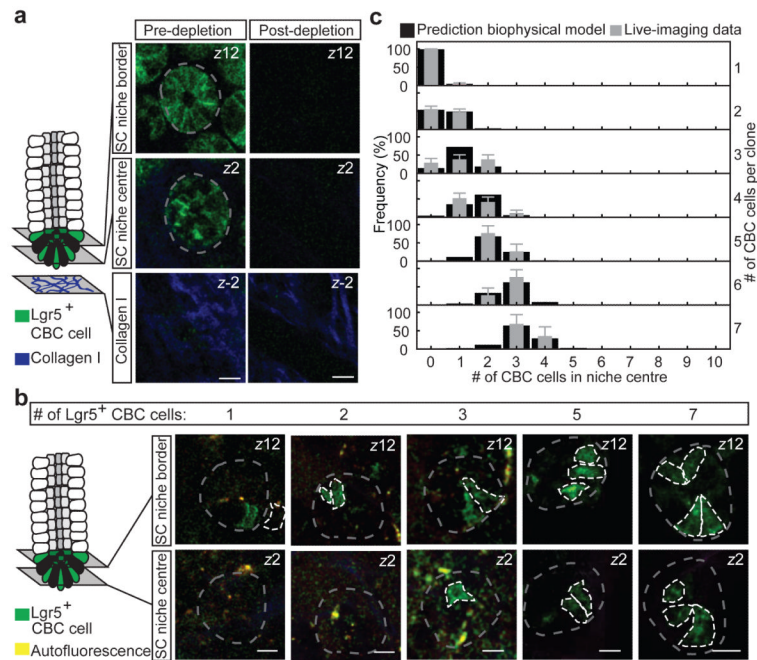 a
Pre-depletion Post-depletion
SC niche border
z12 z12
SC niche centre
z2 z2
Collagen I
z-2 z-2
Lgr5+
CBC cell
Collagen I
c
Prediction biophysical model Live-imaging data
Frequency (%)
100
50
0
1
2
100
50
0
3
4
100
50
0
5
6
100
50
0
7
# of CBC cells per clone
0 1 2 3 4 5 6 7 8 9 10
# of CBC cells in niche centre
b
# of Lgr5+ CBC cells: 1 2 3 5 7
SC niche border
z12 z12 z12 z12 z12
SC niche centre
z2 z2 z2 z2 z2
Lgr5+
CBC cell
Autofluorescence